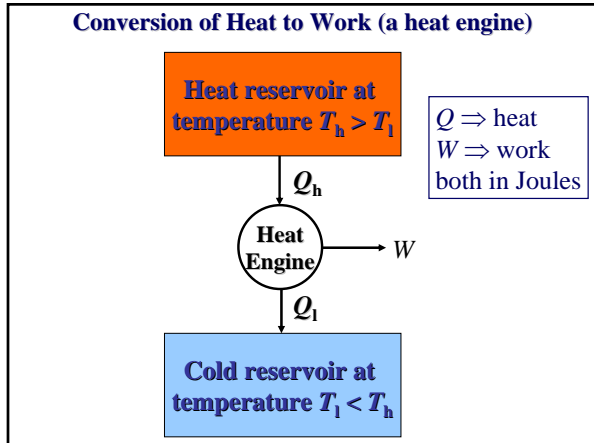 Conversion of Heat to Work (a heat engine)
Heat reservoir at
temperature Tₕ > Tₗ
Q ⇒ heat
W ⇒ work
both in Joules
Qₕ
Heat
Engine
W
Qₗ
Cold reservoir at
temperature Tₗ < Tₕ